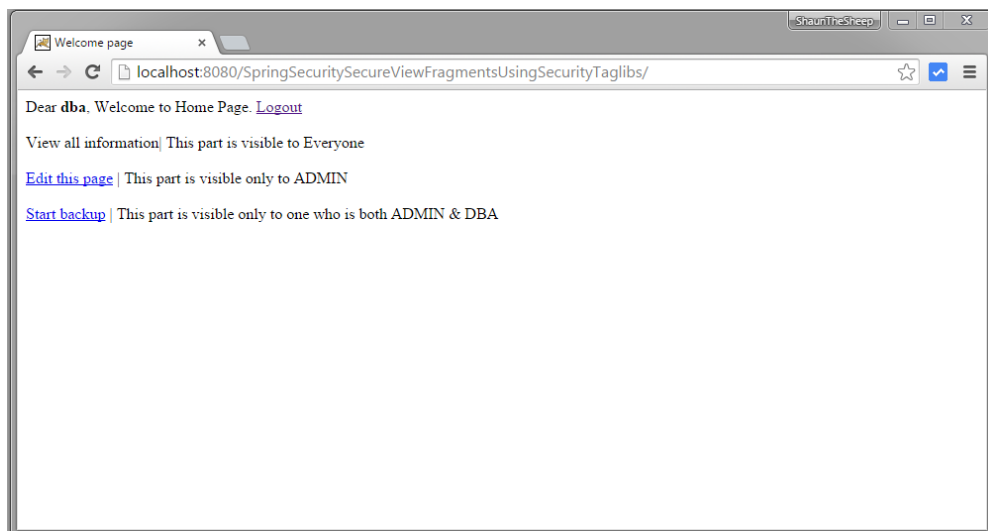 ShaunTheSheep
Welcome page
localhost:8080/SpringSecuritySecureViewFragmentsUsingSecurityTaglibs/
Dear dba, Welcome to Home Page. Logout
View all information| This part is visible to Everyone
Edit this page | This part is visible only to ADMIN
Start backup | This part is visible only to one who is both ADMIN & DBA